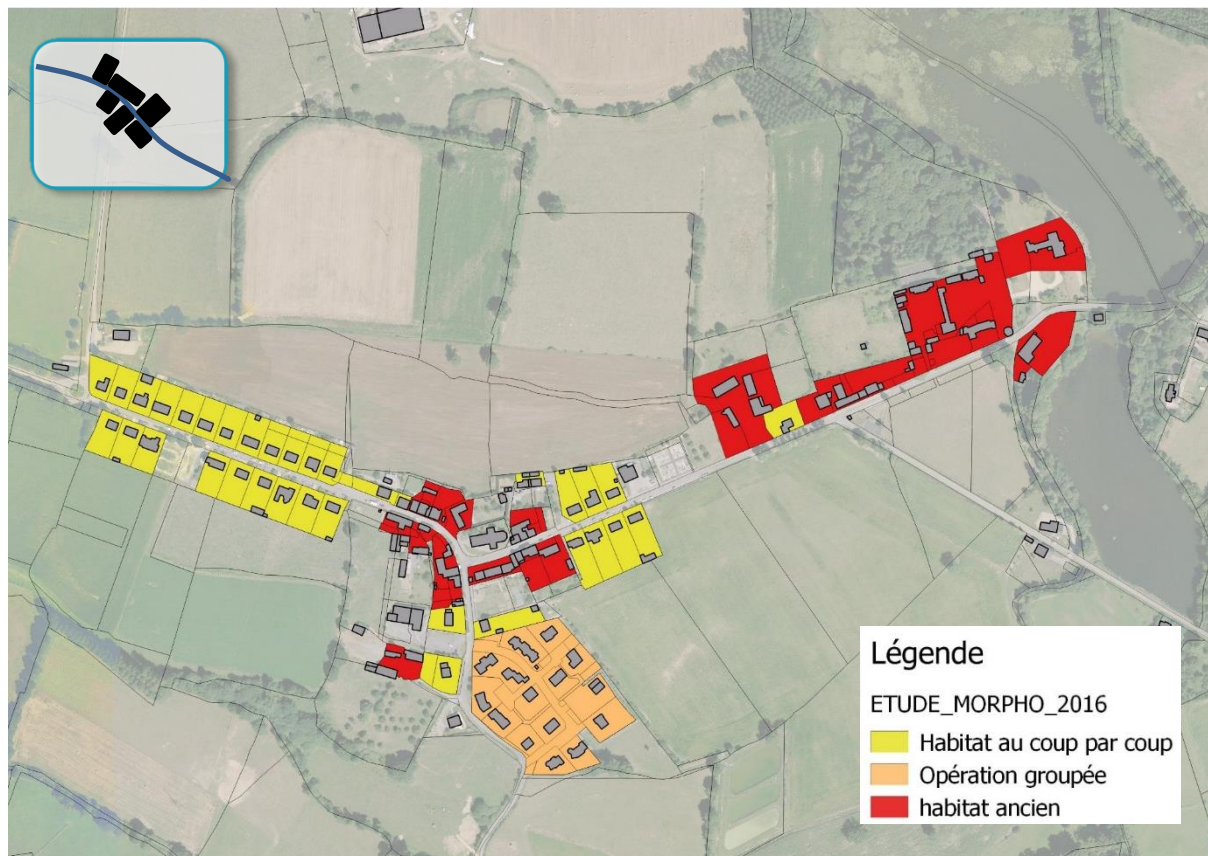 Légende
ETUDE_MORPHO_2016
Habitat au coup par coup
Opération groupée
habitat ancien